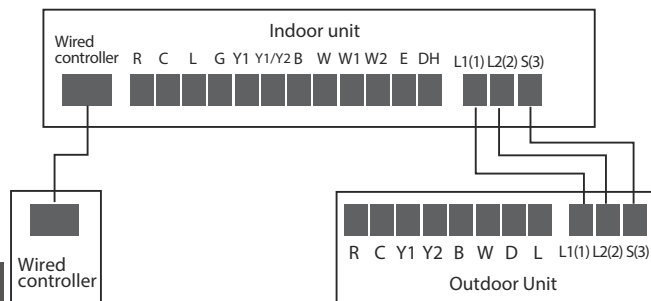 Indoor unit
Wired
controller
R C L G Y1 Y1/Y2 B W W1 W2 E DH L1(1) L2(2) S(3)
R C Y1 Y2 B W D L L1(1) L2(2) S(3)
Wired
controller
Outdoor Unit